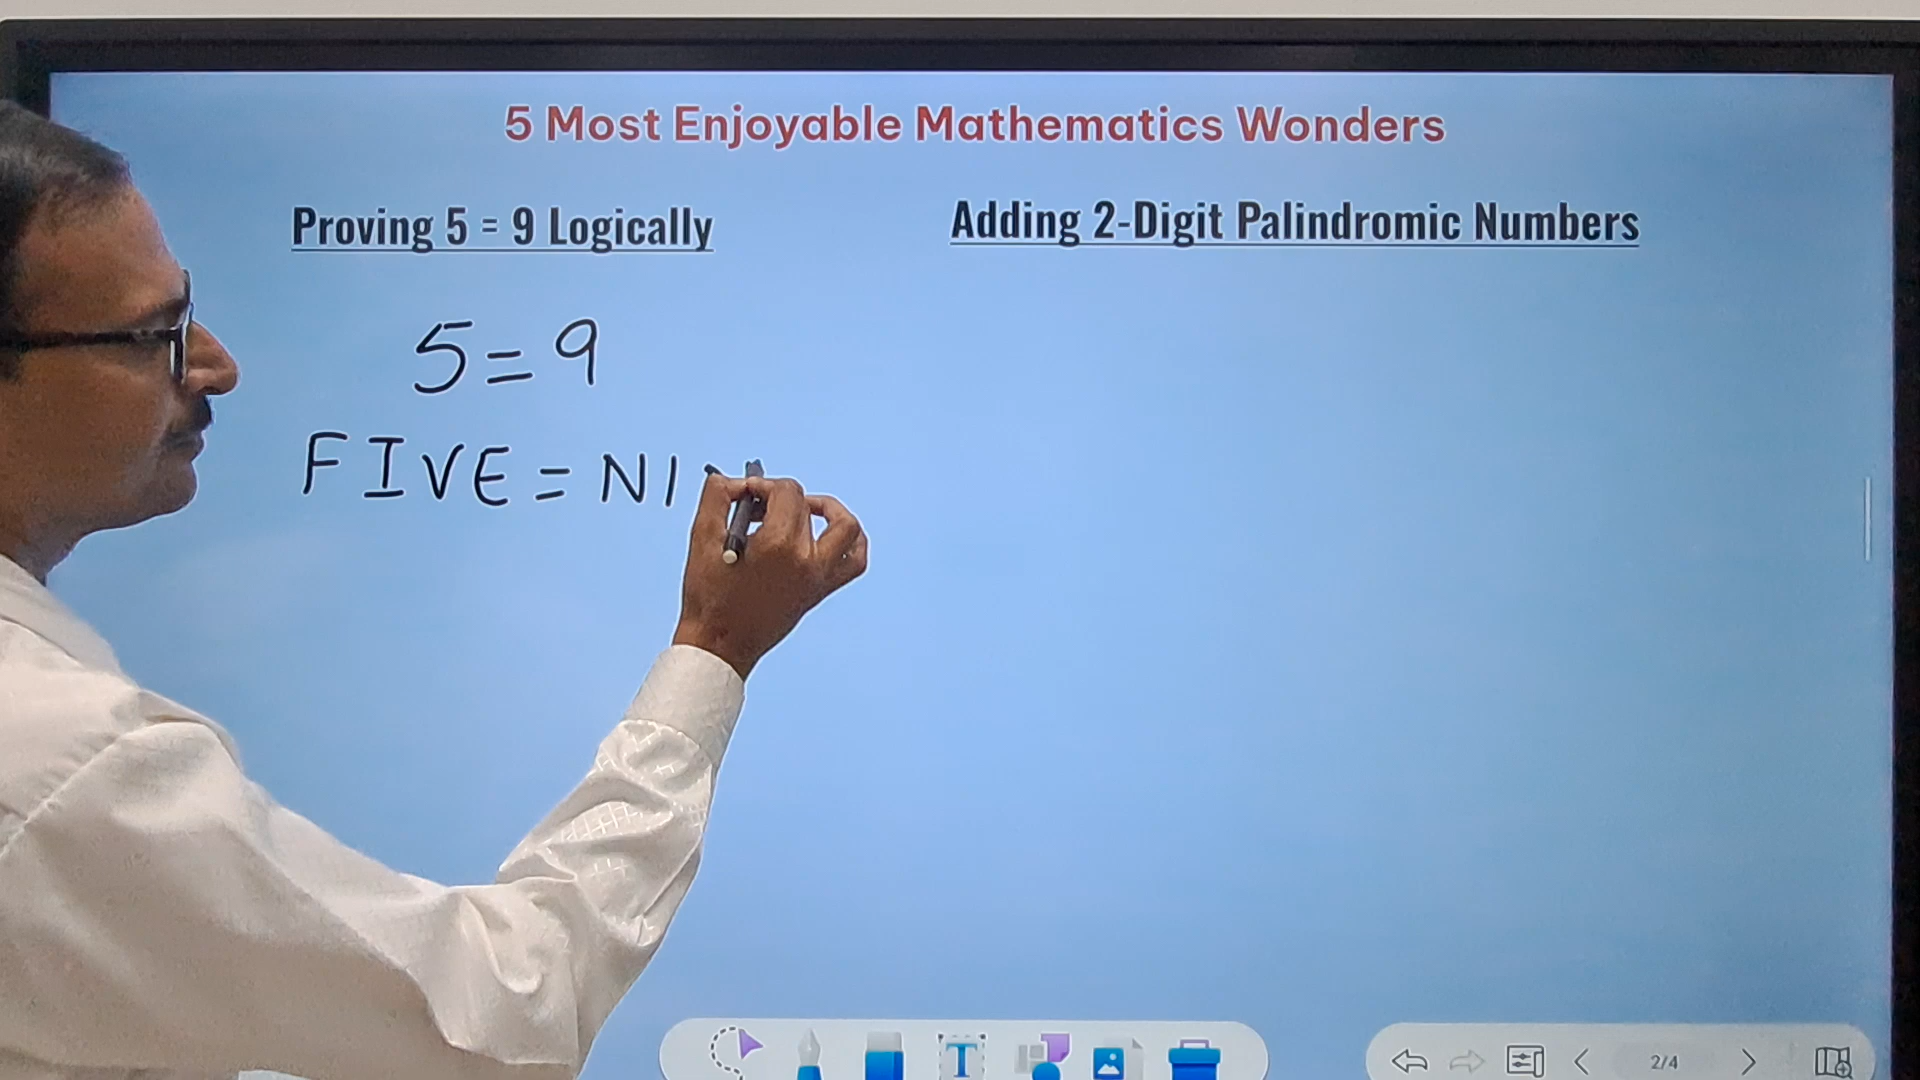 5 Most Enjoyable Mathematics Wonders
Proving 5 = 9 Logically
Adding 2-Digit Palindromic Numbers
5=9
FIVE = NI
T
2/4